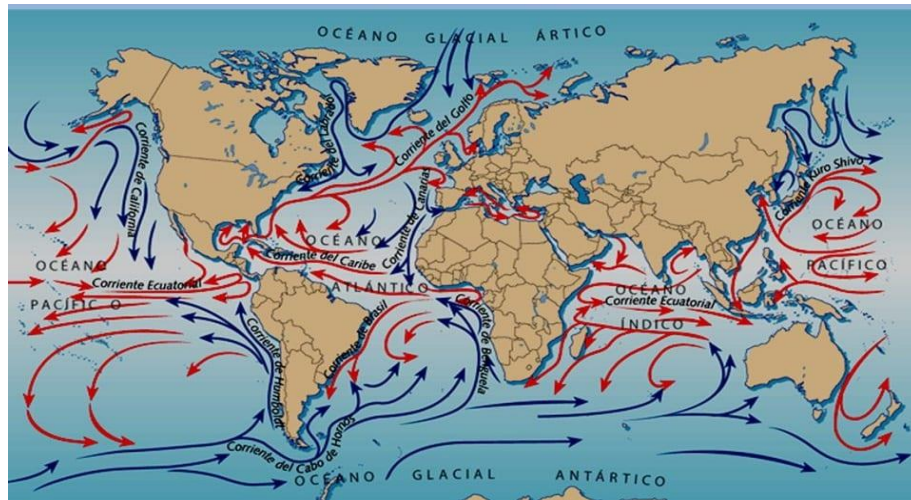 OCÉANO GLACIAL ÁRTICO
Corriente del Labrador
Corriente del Golfo
Corriente de California
Corriente de Canarias
Corriente Kuro Shivo
OCÉANO
PACÍFICO
OCÉANO
ATLÁNTICO
Corriente del Caribe
OCÉANO
PACÍFIC O
Corriente Ecuatorial
OCÉANO
Corriente Ecuatorial
ÍNDICO
Corriente de Humboldt
Corriente de Brasil
Corriente de Benguela
Corriente del Cabo de Hornos
OCÉANO GLACIAL ANTÁRTICO